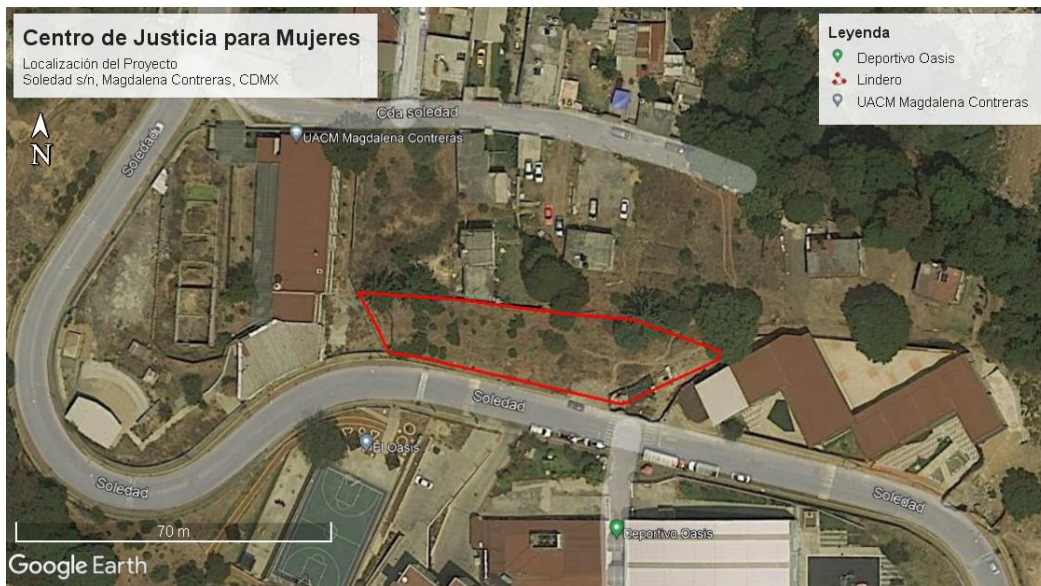 Centro de Justicia para Mujeres
Localización del Proyecto
Soledad s/n, Magdalena Contreras, CDMX
Leyenda
Deportivo Oasis
Lindero
UACM Magdalena Contreras
N
Cda soledad
Soledad
UACM Magdalena Contreras
Soledad
El Oasis
Soledad
Soledad
70 m
Deportivo Oasis
Google Earth